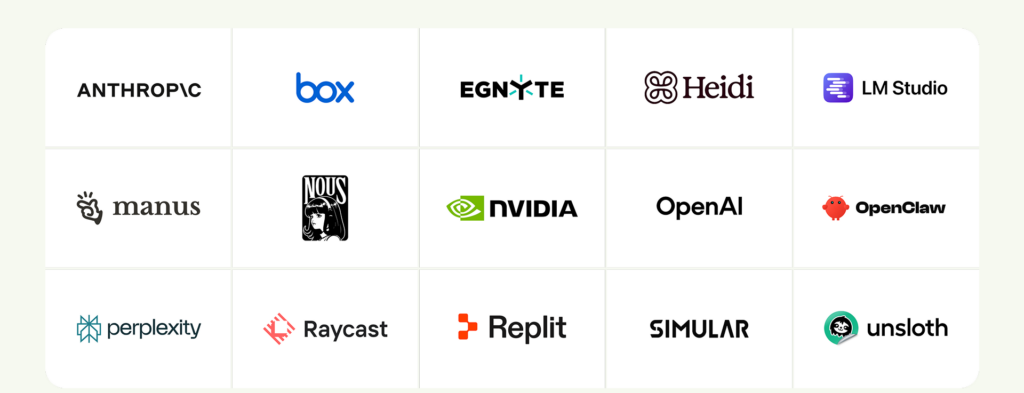 ANTHROP\C
box
EGNYTE
Heidi
LM Studio
manus
NOUS
NVIDIA
OpenAI
OpenClaw
perplexity
Raycast
Replit
SIMULAR
unsloth